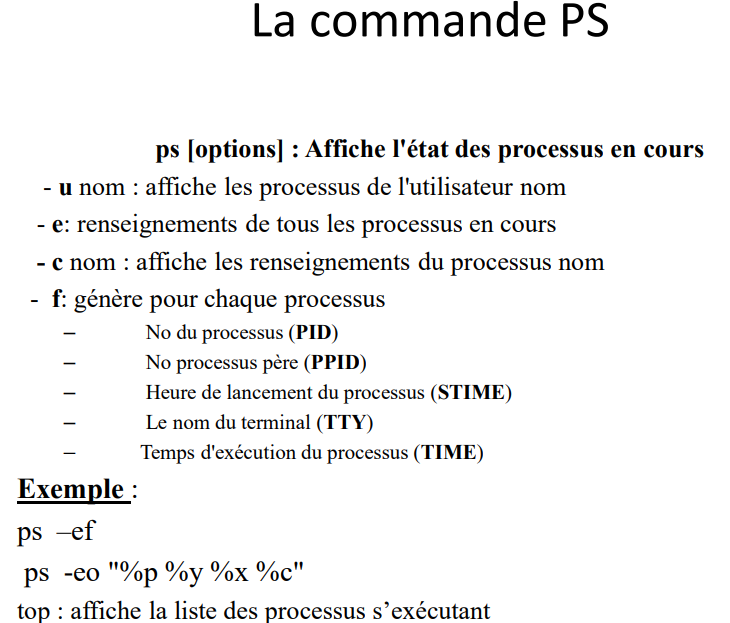 La commande PS
ps [options] : Affiche l'état des processus en cours
- u nom : affiche les processus de l'utilisateur nom
- e: renseignements de tous les processus en cours
- c nom : affiche les renseignements du processus nom
- f: génère pour chaque processus
– No du processus (PID)
– No processus père (PPID)
– Heure de lancement du processus (STIME)
– Le nom du terminal (TTY)
– Temps d'exécution du processus (TIME)
Exemple :
ps –ef
ps -eo "%p %y %x %c"
top : affiche la liste des processus s’exécutant